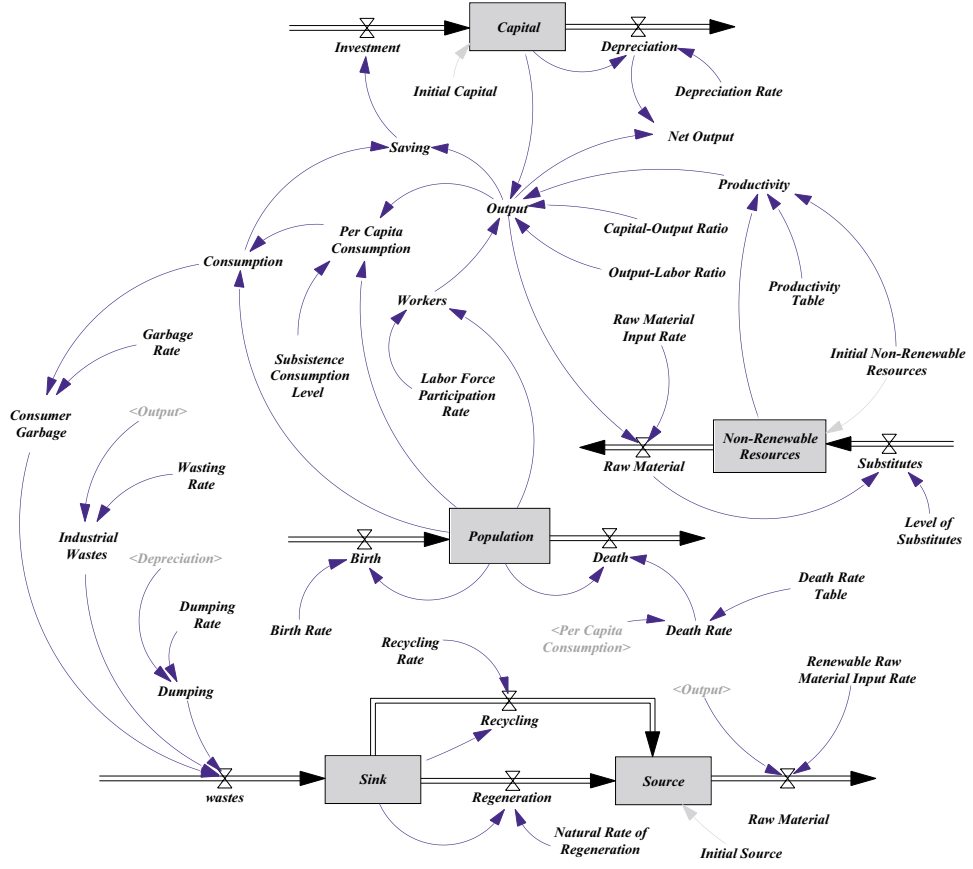 Capital
Investment
Depreciation
Initial Capital
Depreciation Rate
Net Output
Saving
Productivity
Output
Per Capita
Consumption
Capital-Output Ratio
Consumption
Output-Labor Ratio
Productivity
Table
Workers
Raw Material
Input Rate
Garbage
Rate
Subsistence
Consumption
Level
Labor Force
Participation
Rate
Initial Non-Renewable
Resources
Consumer
Garbage
<Output>
Non-Renewable
Resources
Raw Material
Substitutes
Wasting
Rate
Level of
Substitutes
Industrial
Wastes
Population
<Depreciation>
Birth
Death
Death Rate
Table
Dumping
Rate
Birth Rate
<Per Capita
Consumption>
Death Rate
Recycling
Rate
Renewable Raw
Material Input Rate
<Output>
Dumping
Recycling
Sink
Source
wastes
Regeneration
Raw Material
Natural Rate of
Regeneration
Initial Source